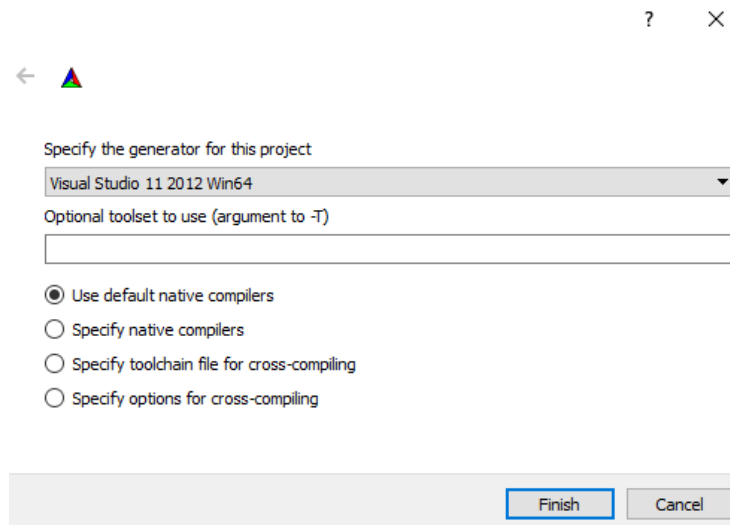 ?
Specify the generator for this project
Visual Studio 11 2012 Win64
Optional toolset to use (argument to -T)
Use default native compilers
Specify native compilers
Specify toolchain file for cross-compiling
Specify options for cross-compiling
Finish Cancel